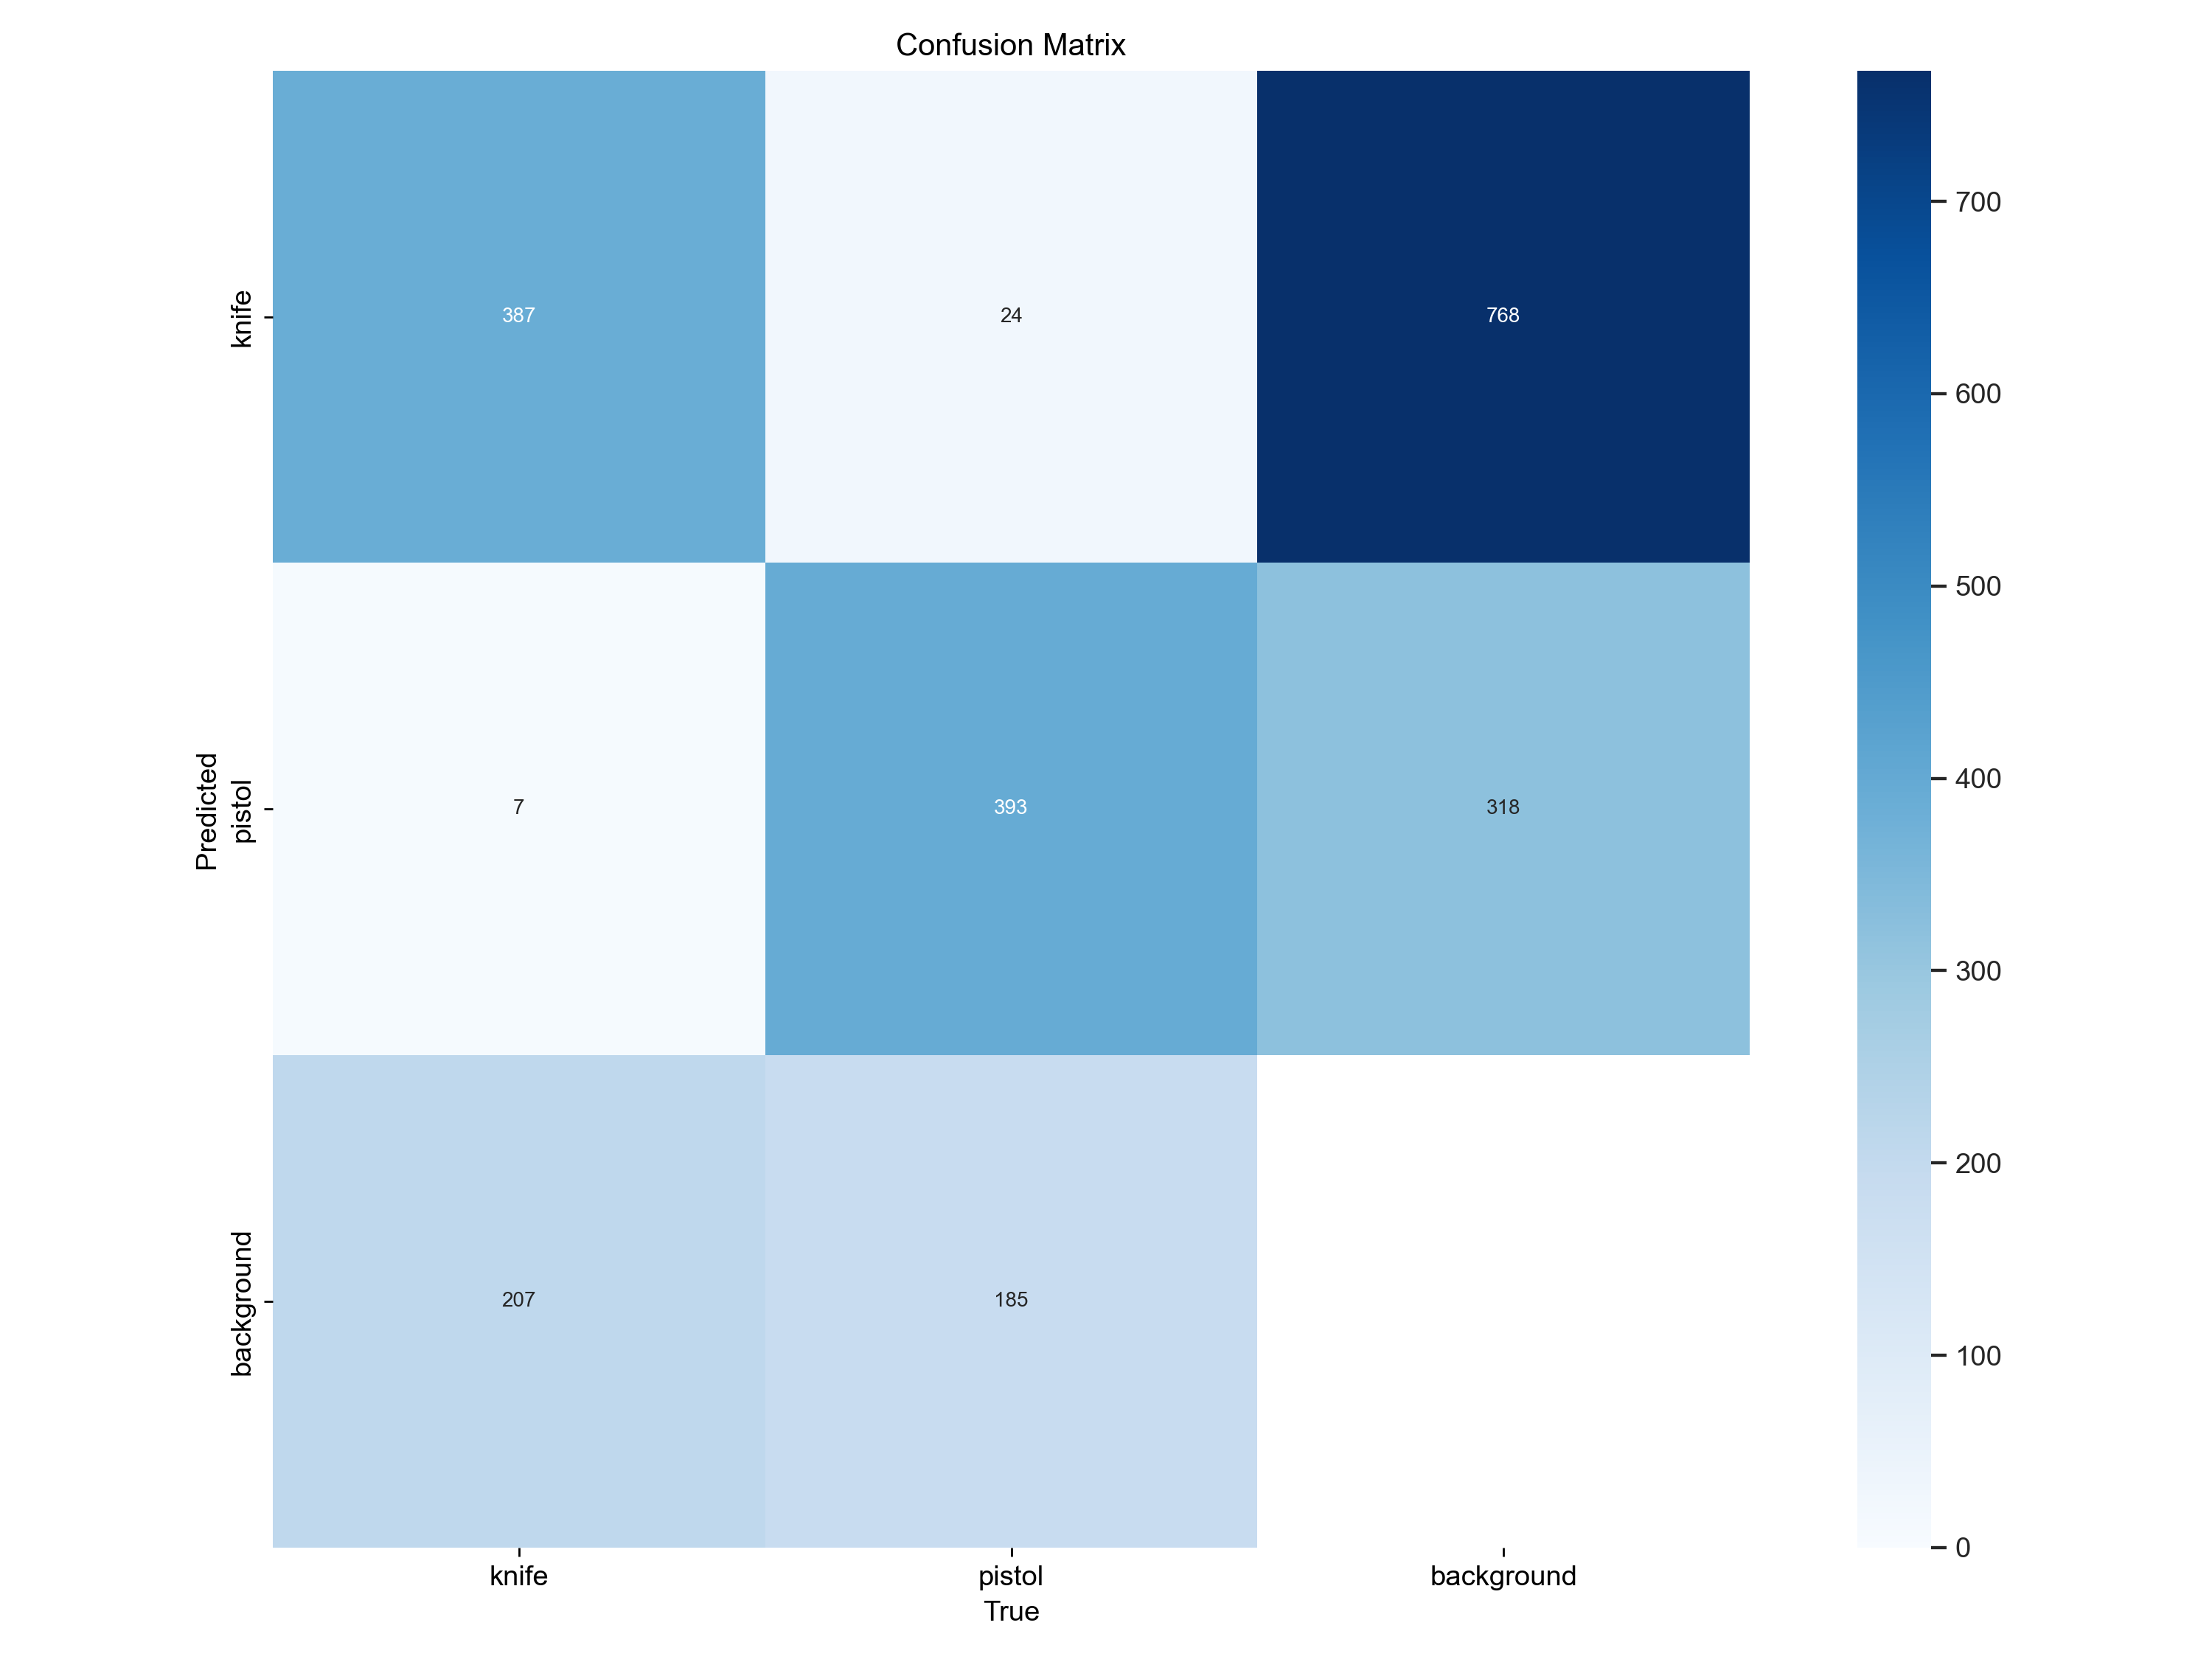 Confusion Matrix
knife
387
24
768
Predicted
pistol
7
393
318
background
207
185
knife
pistol
background
True
700
600
500
400
300
200
100
0